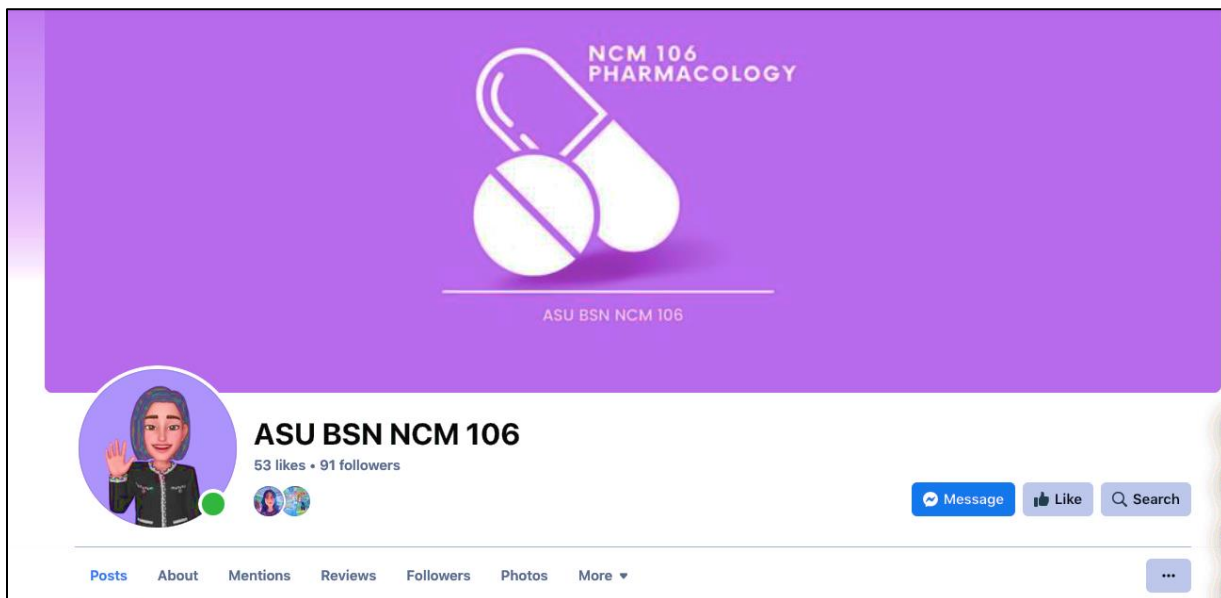 NCM 106
PHARMACOLOGY
ASU BSN NCM 106
ASU BSN NCM 106
53 likes • 91 followers
Message
Like
Search
Posts
About
Mentions
Reviews
Followers
Photos
More